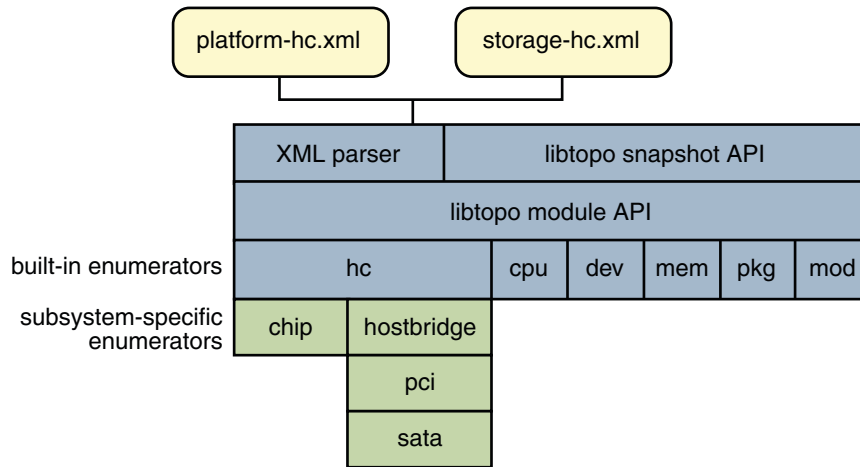 platform-hc.xml
storage-hc.xml
XML parser
libtopo snapshot API
libtopo module API
built-in enumerators
hc
cpu
dev
mem
pkg
mod
subsystem-specific
enumerators
chip
hostbridge
pci
sata